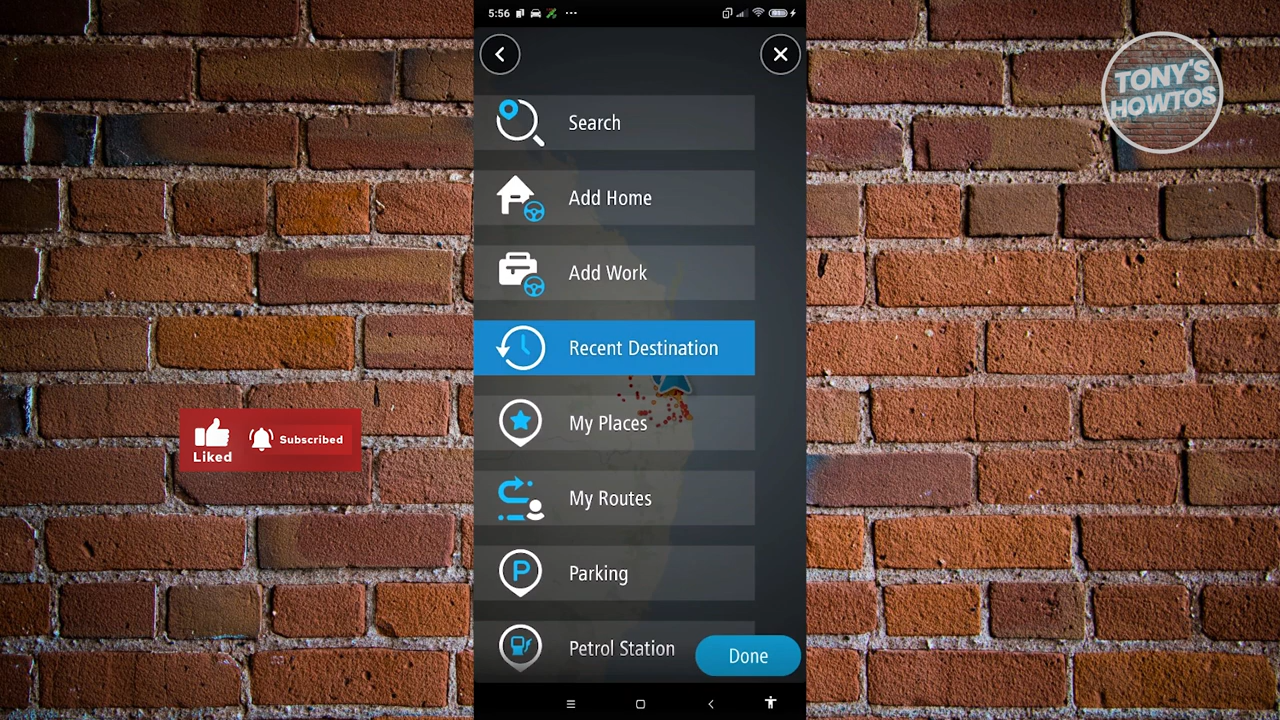 5:56
TONY'S
HOWTOS
Search
Add Home
Add Work
Recent Destination
My Places
Liked
Subscribed
My Routes
P
Parking
Petrol Station
Done